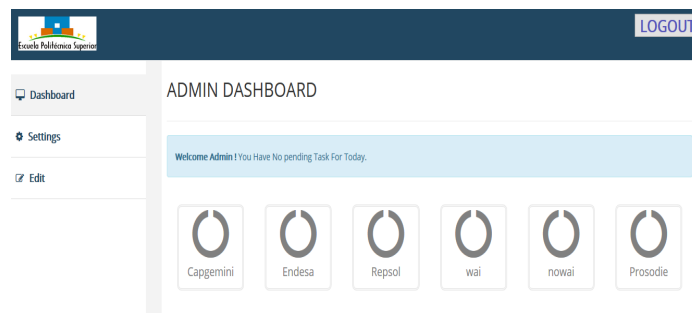 Escuela Politécnica Superior
LOGOUT
Dashboard
Settings
Edit
ADMIN DASHBOARD
Welcome Admin ! You Have No pending Task For Today.
Capgemini
Endesa
Repsol
wai
nowai
Prosodie